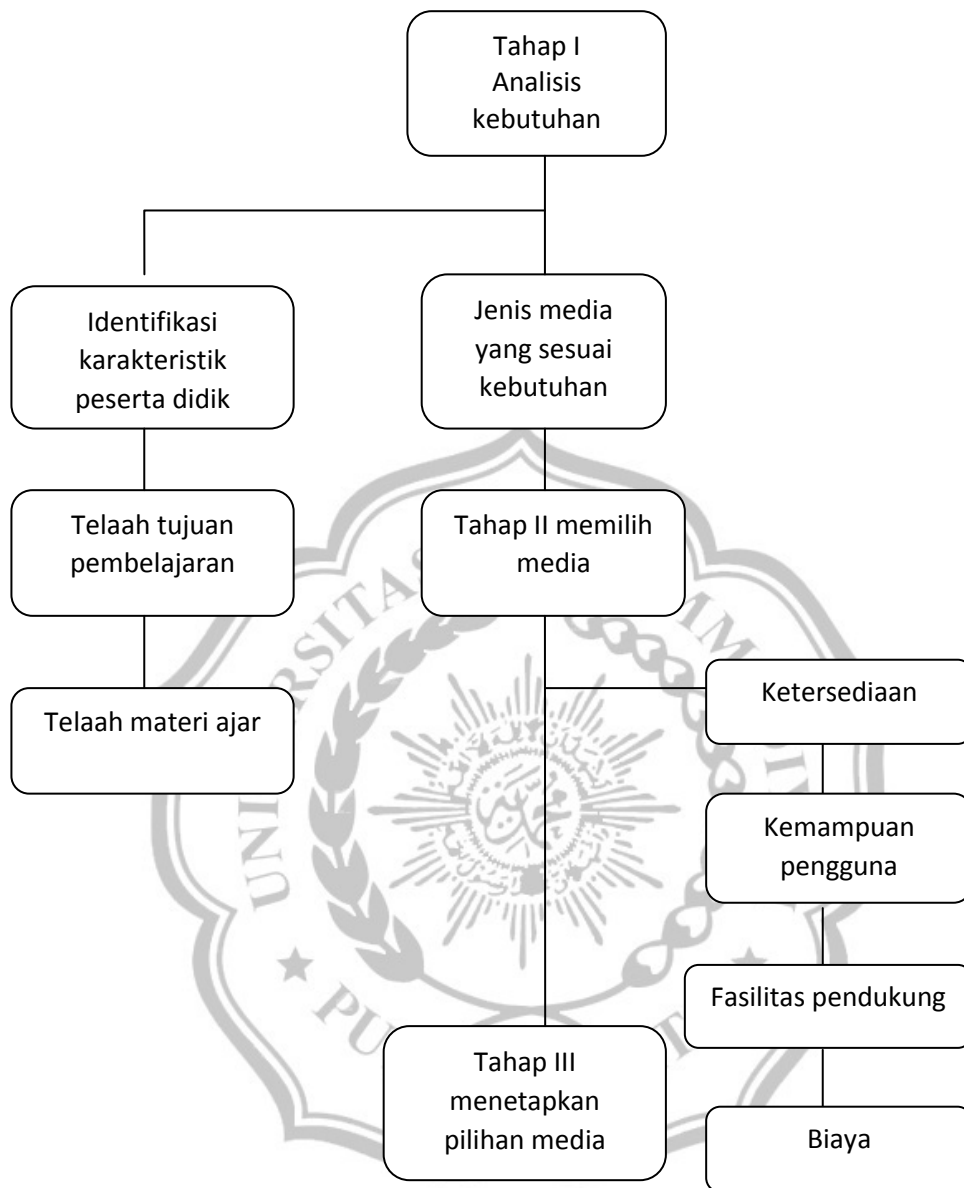 Tahap I
Analisis
kebutuhan
Identifikasi
karakteristik
peserta didik
Jenis media
yang sesuai
kebutuhan
Telaah tujuan
pembelajaran
Tahap II memilih
media
Telaah materi ajar
Ketersediaan
Kemampuan
pengguna
Fasilitas pendukung
Tahap III
menetapkan
pilihan media
Biaya